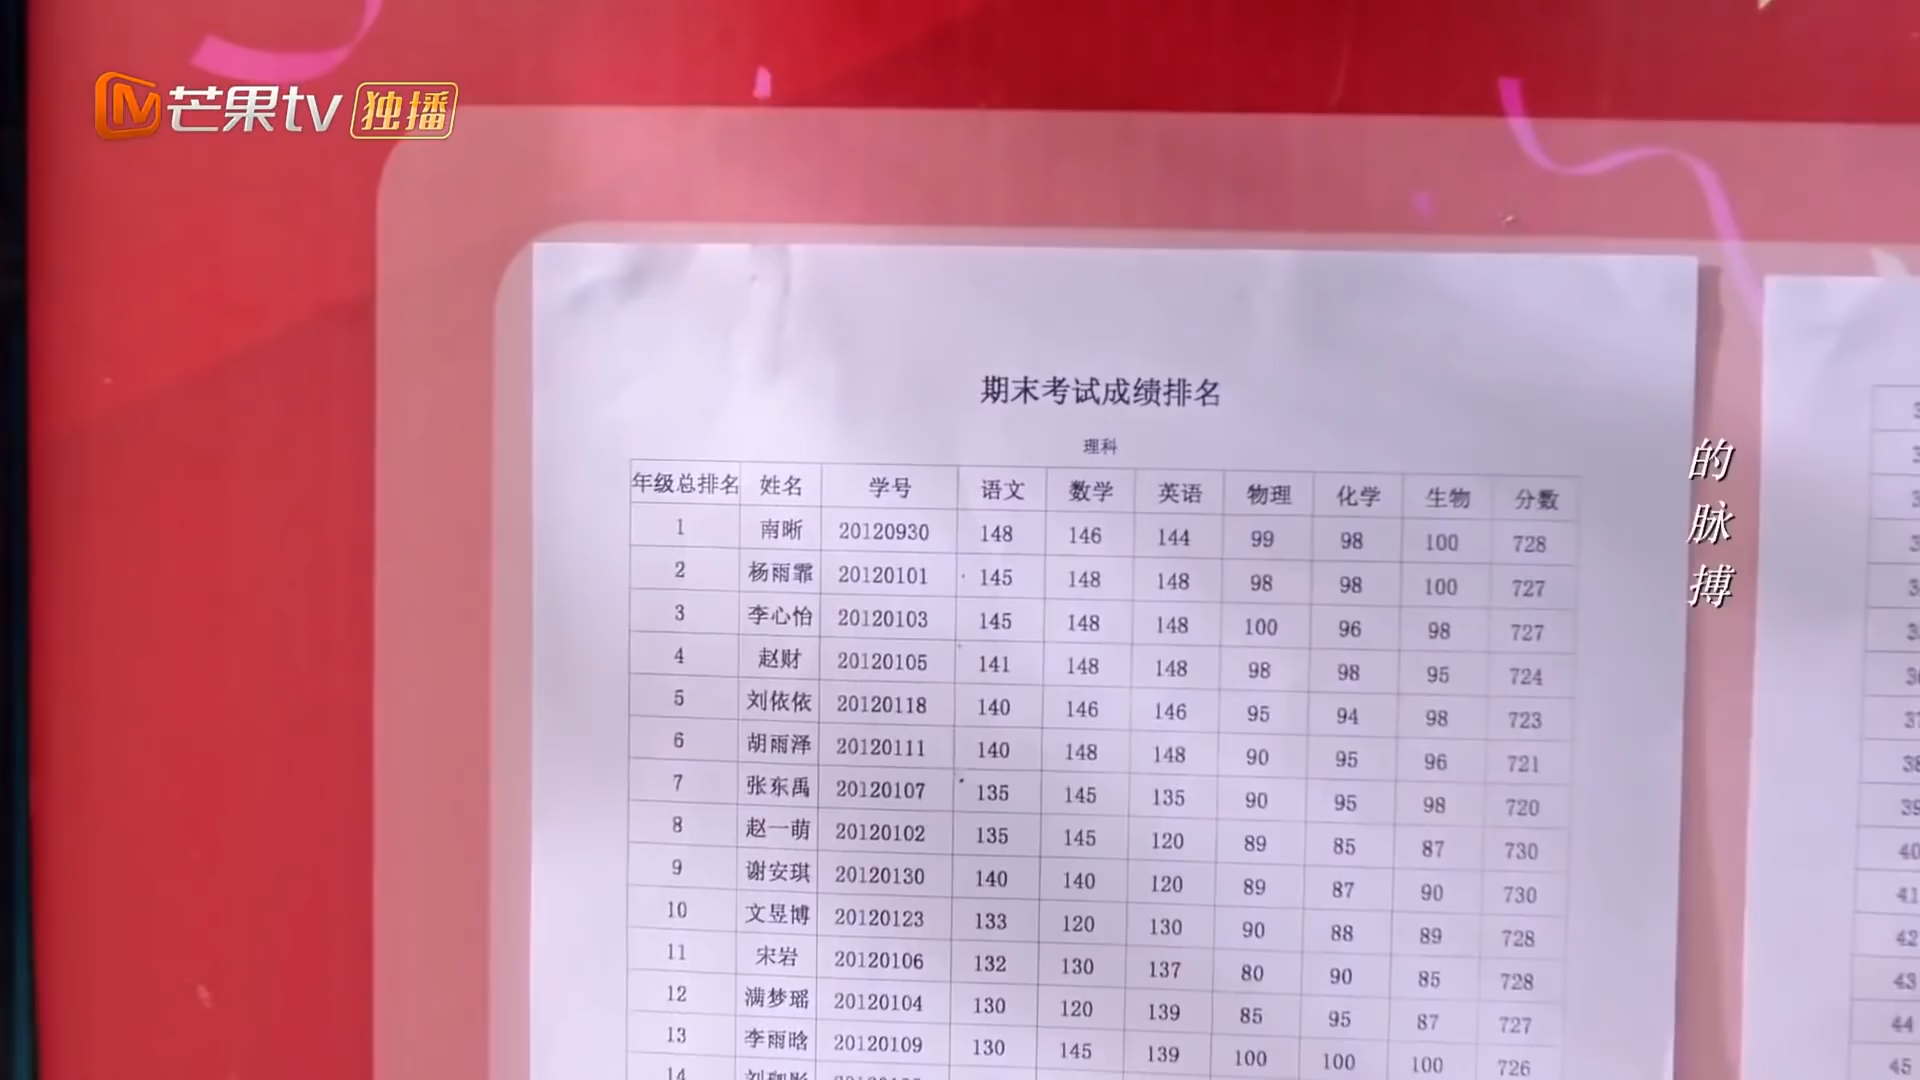 芒果tv 独播
期末考试成绩排名
理科
年级总排名 姓名 学号 语文 数学 英语 物理 化学 生物 分数
1 南晰 20120930 148 146 144 99 98 100 728
2 杨雨霏 20120101 145 148 148 98 98 100 727
3 李心怡 20120103 145 148 148 100 96 98 727
4 赵财 20120105 141 148 148 98 98 95 724
5 刘依依 20120118 140 146 146 95 94 98 723
6 胡雨泽 20120111 140 148 148 90 95 96 721
7 张东禹 20120107 135 145 135 90 95 98 720
8 赵一萌 20120102 135 145 120 89 85 87 730
9 谢安琪 20120130 140 140 120 89 87 90 730
10 文昱博 20120123 133 120 130 90 88 89 728
11 宋岩 20120106 132 130 137 80 90 85 728
12 满梦瑶 20120104 130 120 139 85 95 87 727
13 李雨晗 20120109 130 145 139 100 100 100 726
14
的脉搏
40
41
42
43
44
45